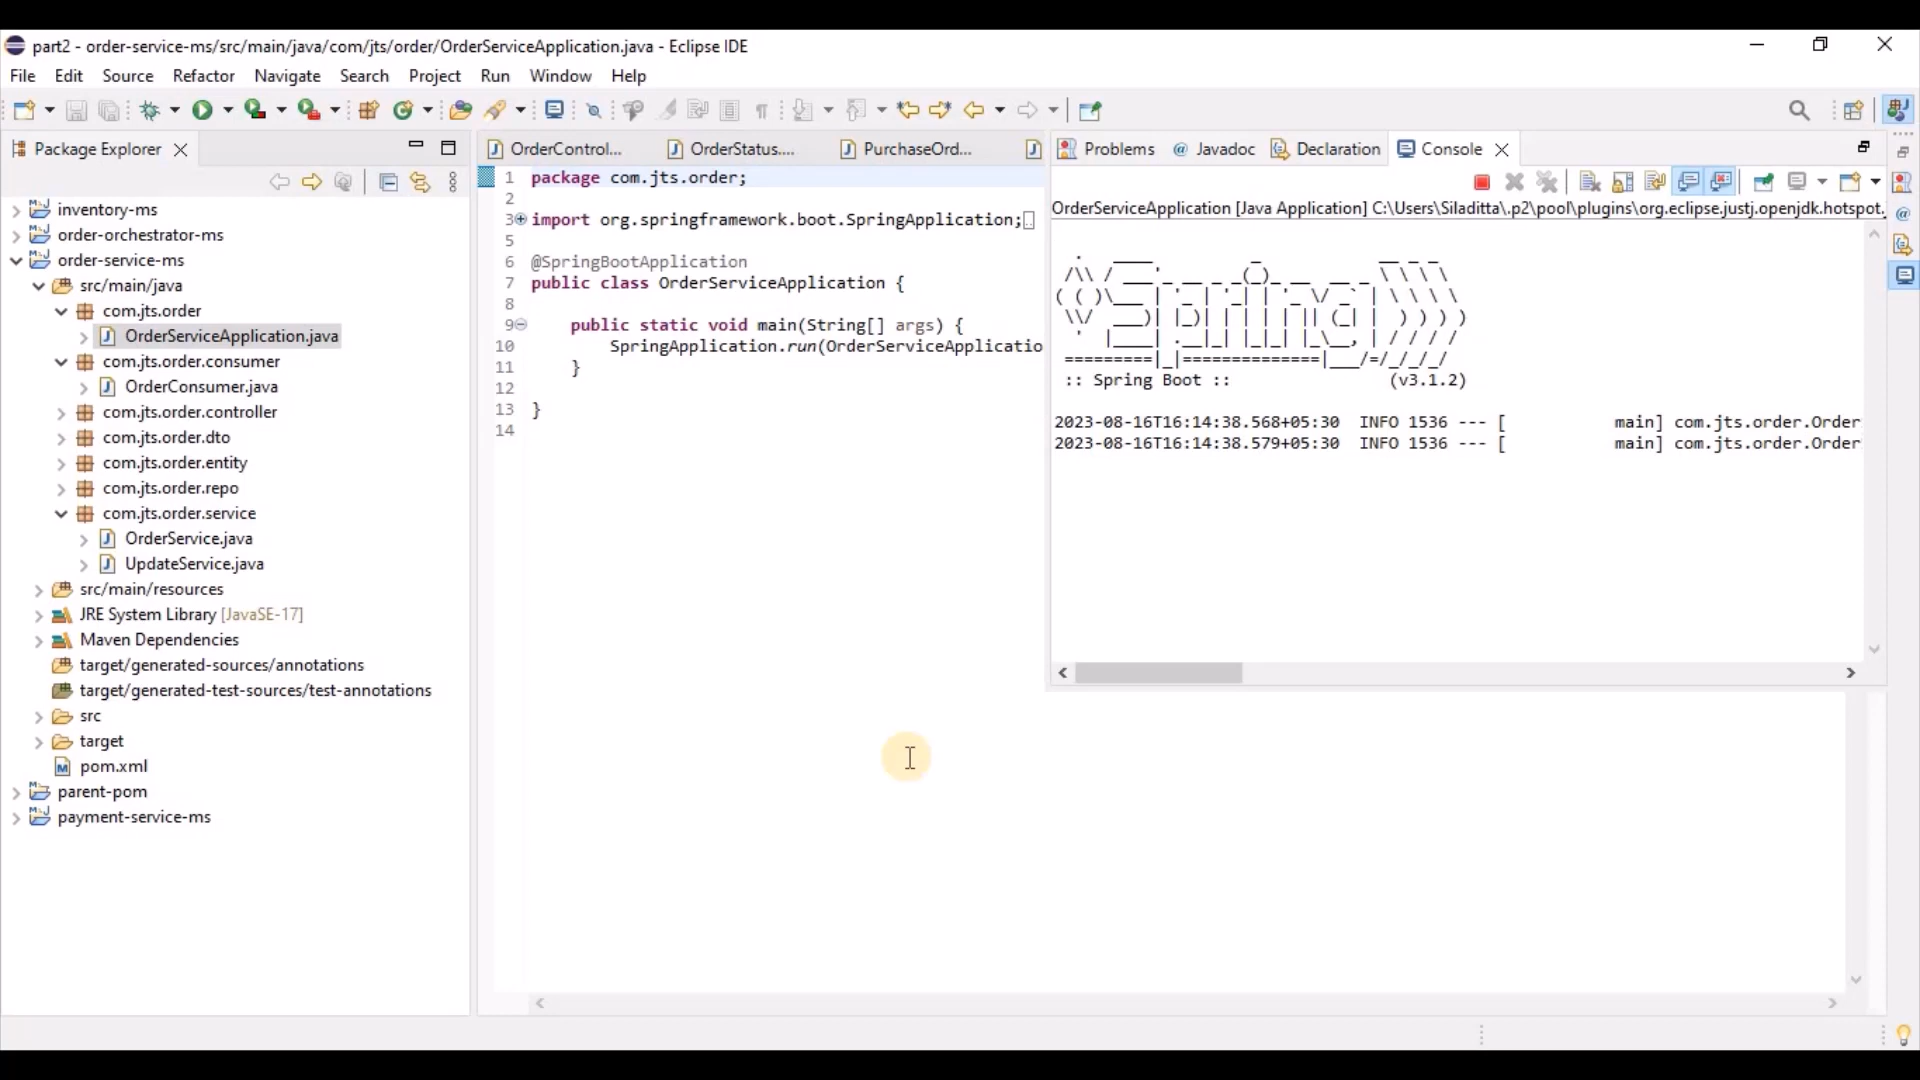 part2 - order-service-ms/src/main/java/com/jts/order/OrderServiceApplication.java - Eclipse IDE
File Edit Source Refactor Navigate Search Project Run Window Help
Package Explorer
inventory-ms
order-orchestrator-ms
order-service-ms
src/main/java
com.jts.order
OrderServiceApplication.java
com.jts.order.consumer
OrderConsumer.java
com.jts.order.controller
com.jts.order.dto
com.jts.order.entity
com.jts.order.repo
com.jts.order.service
OrderService.java
UpdateService.java
src/main/resources
JRE System Library [JavaSE-17]
Maven Dependencies
target/generated-sources/annotations
target/generated-test-sources/test-annotations
src
target
pom.xml
parent-pom
payment-service-ms
OrderControl... OrderStatus.... PurchaseOrd...
1 package com.jts.order;
2
3 import org.springframework.boot.SpringApplication;
5
6 @SpringBootApplication
7 public class OrderServiceApplication {
8
9 public static void main(String[] args) {
10 SpringApplication.run(OrderServiceApplicatio
11 }
12
13 }
14
Problems Javadoc Declaration Console
OrderServiceApplication [Java Application] C:\Users\Siladitta\.p2\pool\plugins\org.eclipse.justj.openjdk.hotspot.
Spring
:: Spring Boot :: (v3.1.2)
2023-08-16T16:14:38.568+05:30 INFO 1536 --- [ main] com.jts.order.Order
2023-08-16T16:14:38.579+05:30 INFO 1536 --- [ main] com.jts.order.Order